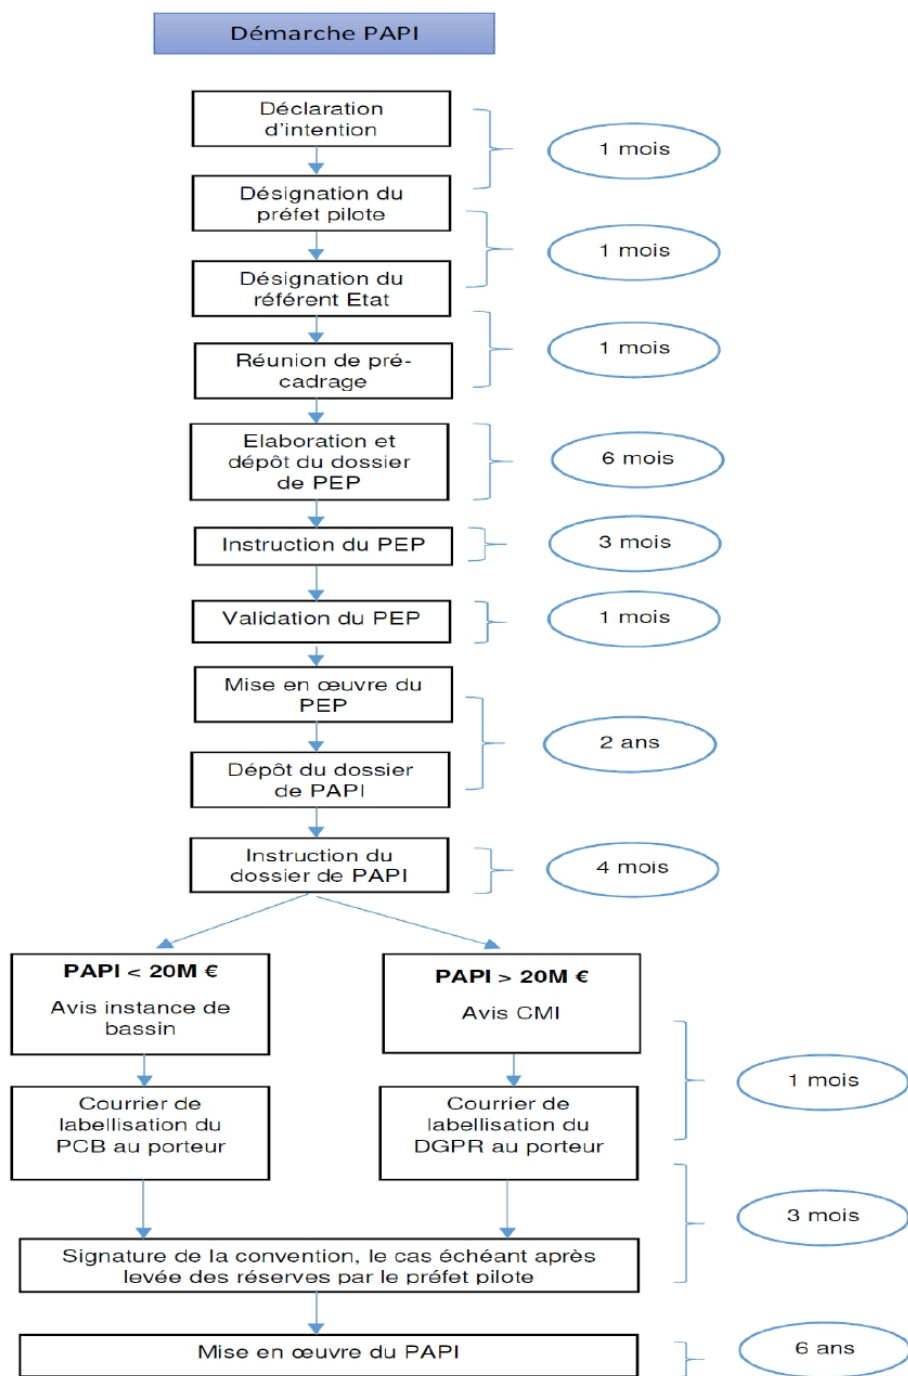 Démarche PAPI
Déclaration
d'intention
1 mois
Désignation du
préfet pilote
1 mois
Désignation du
référent Etat
1 mois
Réunion de pré-
cadrage
Elaboration et
dépôt du dossier
de PEP
6 mois
Instruction du PEP
3 mois
Validation du PEP
1 mois
Mise en œuvre du
PEP
2 ans
Dépôt du dossier
de PAPI
Instruction du
dossier de PAPI
4 mois
PAPI < 20M €
Avis instance de
bassin
PAPI > 20M €
Avis CMI
1 mois
Courrier de
labellisation du
PCB au porteur
Courrier de
labellisation du
DGPR au porteur
3 mois
Signature de la convention, le cas échéant après
levée des réserves par le préfet pilote
Mise en œuvre du PAPI
6 ans